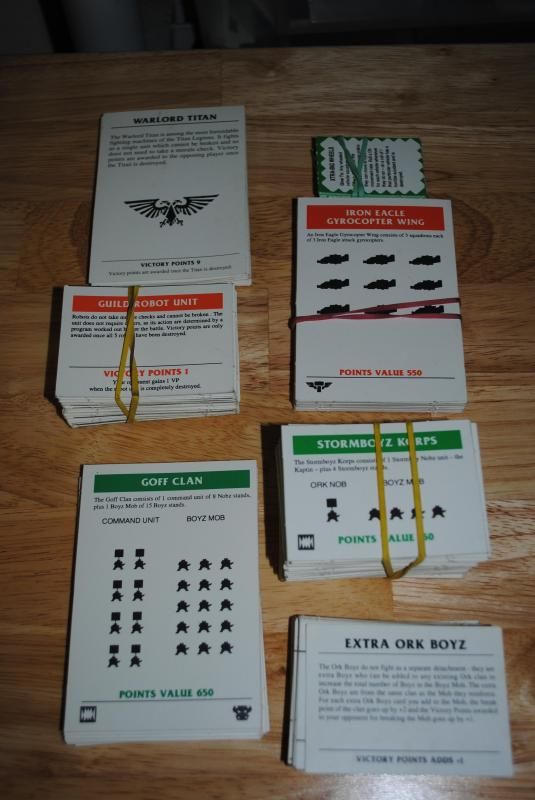 WARLORD TITAN
The Warlord Titan is among the most formidable
fighting machines of the Titan Legions. It fights
as a single unit which cannot be broken and so
does not need to take a morale check. Victory
points are awarded to the opposing player once
the Titan is destroyed.
VICTORY POINTS 9
Victory points are awarded once the Titan is destroyed
XTRA-BIG WHEELS
IRON EAGLE
GYROCOPTER WING
An Iron Eagle Gyrocopter Wing consists of 3 squadrons each
of 3 Iron Eagle attack gyrocopters.
POINTS VALUE 550
GUILD ROBOT UNIT
Robots do not take checks and cannot be broken. The
unit does not require as its action are determined by a
program worked out the battle. Victory points are only
awarded once all 5 have been destroyed.
VICTORY POINTS 1
gains 1 VP
when the unit is completely destroyed.
STORMBOYZ KORPS
The Stormboyz Korps consists of 1 Stormboy Nobz unit – the
Kaptin – plus 4 Stormboyz stands.
ORK NOB BOYZ MOB
POINTS VALUE 50
GOFF CLAN
The Goff Clan consists of 1 command unit of 8 Nobz stands,
plus 1 Boyz Mob of 15 Boyz stands.
COMMAND UNIT BOYZ MOB
POINTS VALUE 650
EXTRA ORK BOYZ
The Ork Boyz do not fight as a separate detachment - they are
extra Boyz who can be added to any existing Ork clan to
increase the total number of Boyz in the Boyz Mob. The extra
Ork Boyz are from the same clan as the Mob they reinforce.
For each extra Ork Boyz card you add to the Mob, the break
point of the clan goes up by +2 and the Victory Points awarded
to your opponent for breaking the Mob goes up by +1.
VICTORY POINTS ADDS +1